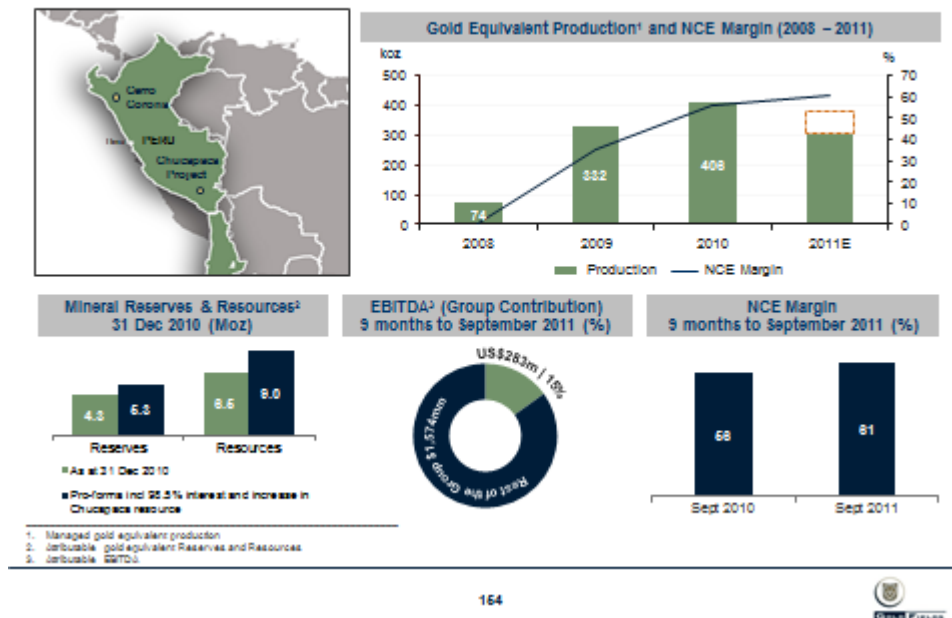 Cerro
Corona
PERU
Chucapaca
Project
Gold Equivalent Production¹ and NCE Margin (2008 – 2011)
koz
%
500
400
300
200
100
0
70
60
50
40
30
20
10
0
74
332
408
2008
2009
2010
2011E
Production
NCE Margin
Mineral Reserves & Resources²
31 Dec 2010 (Moz)
4.3
5.3
6.5
9.0
Reserves
Resources
As at 31 Dec 2010
Pro-forma incl 98.5% interest and increase in
Chucapaca resource
EBITDA³ (Group Contribution)
9 months to September 2011 (%)
US$283m / 15%
Rest of the Group $1,574mm
NCE Margin
9 months to September 2011 (%)
56
61
Sept 2010
Sept 2011
1. Managed gold equivalent production
2. Attributable gold equivalent Reserves and Resources
3. Attributable EBITDA
164
GOLD FIELDS